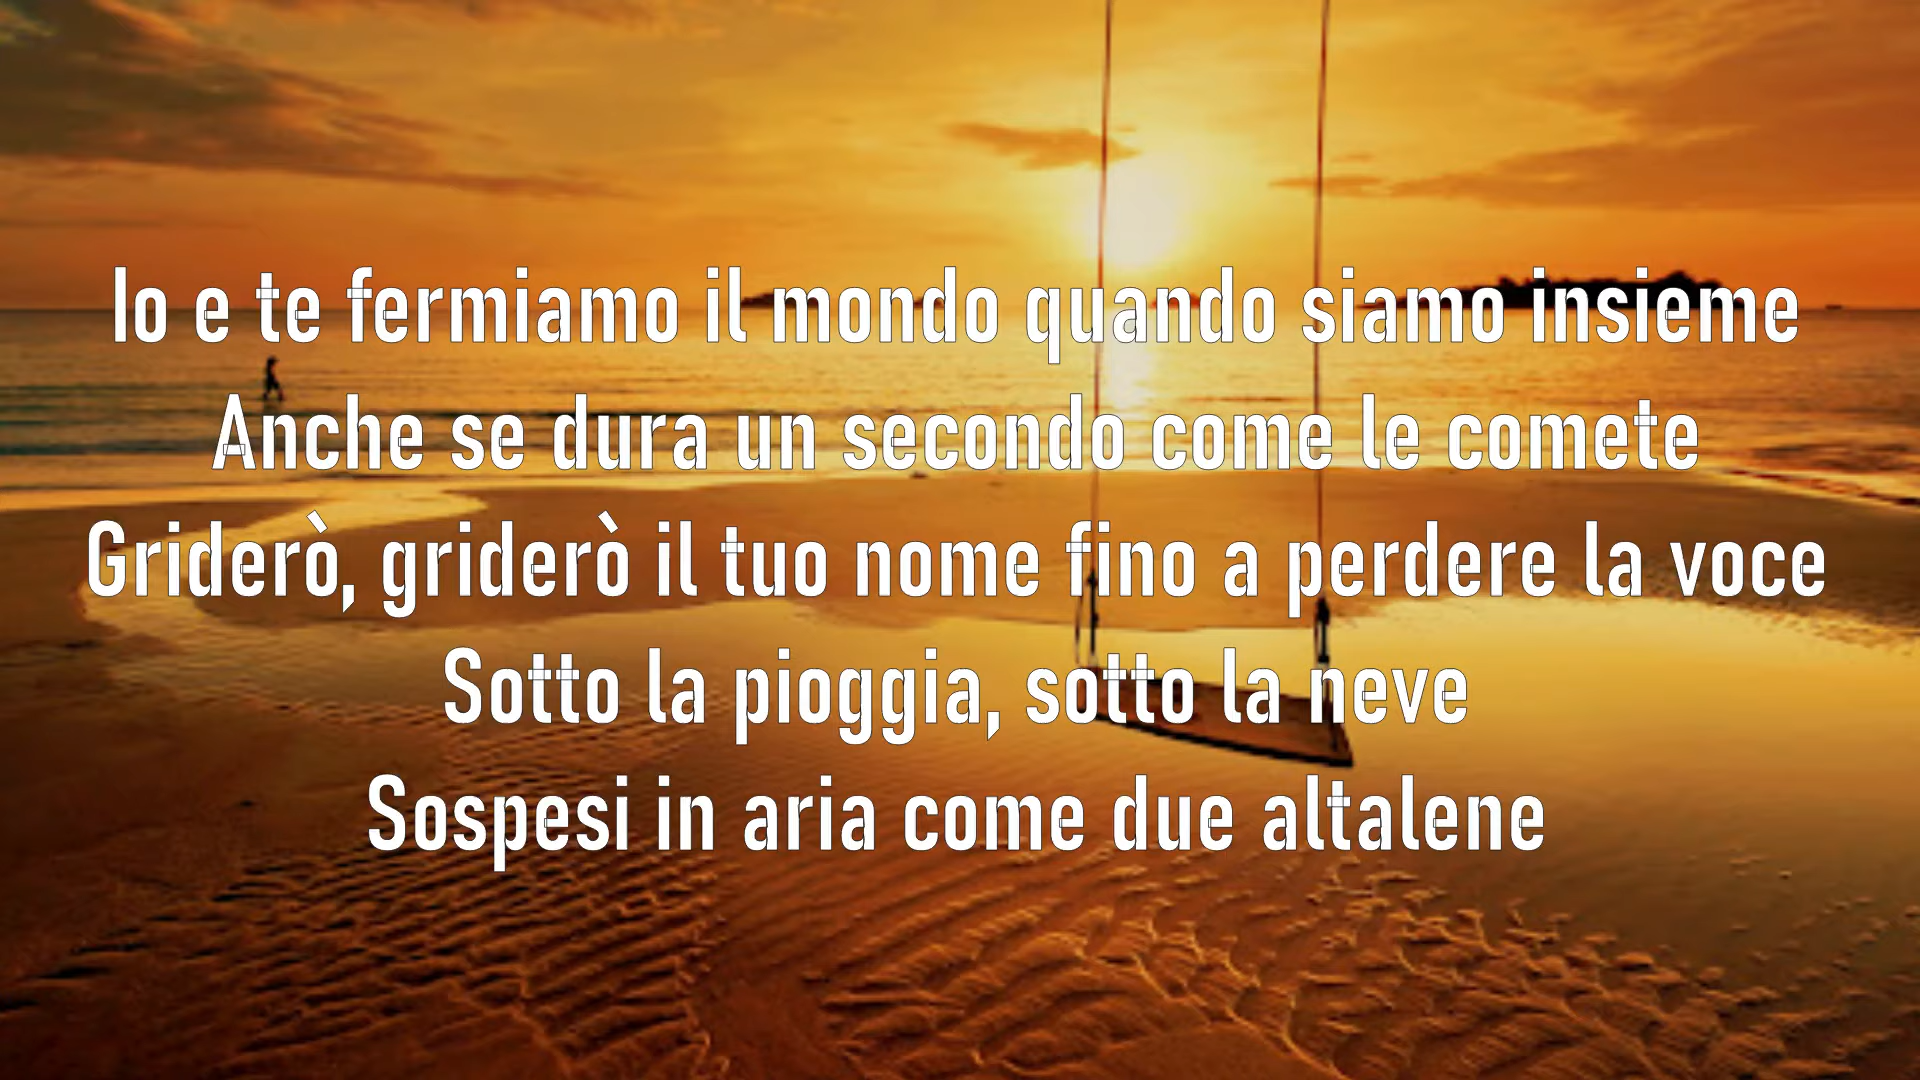 Io e te fermiamo il mondo quando siamo insieme
Anche se dura un secondo come le comete
Griderò, griderò il tuo nome fino a perdere la voce
Sotto la pioggia, sotto la neve
Sospesi in aria come due altalene